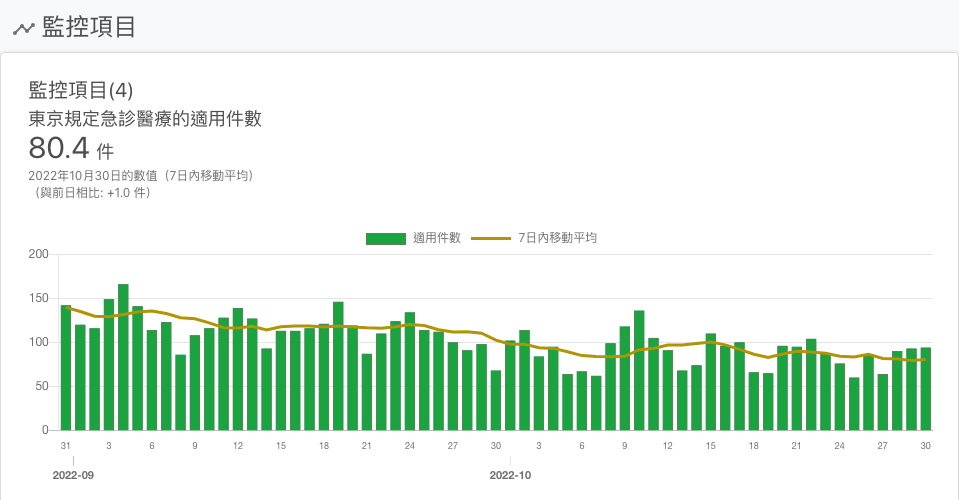 監控項目
監控項目(4)
東京規定急診醫療的適用件數
80.4 件
2022年10月30日的數值（7日內移動平均）
（與前日相比: +1.0 件）
適用件數 7日內移動平均
200
150
100
50
0
31 3 6 9 12 15 18 21 24 27 30 3 6 9 12 15 18 21 24 27 30
2022-09 2022-10